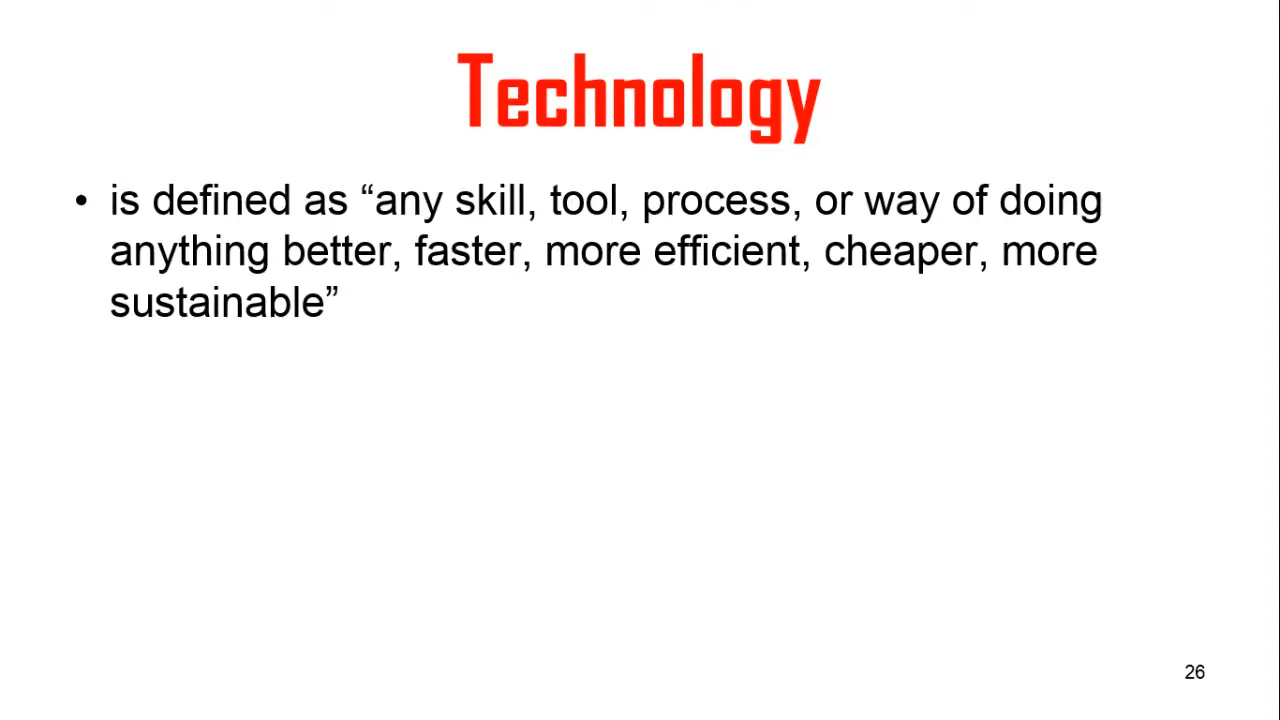 Technology
• is defined as “any skill, tool, process, or way of doing
anything better, faster, more efficient, cheaper, more
sustainable”
26